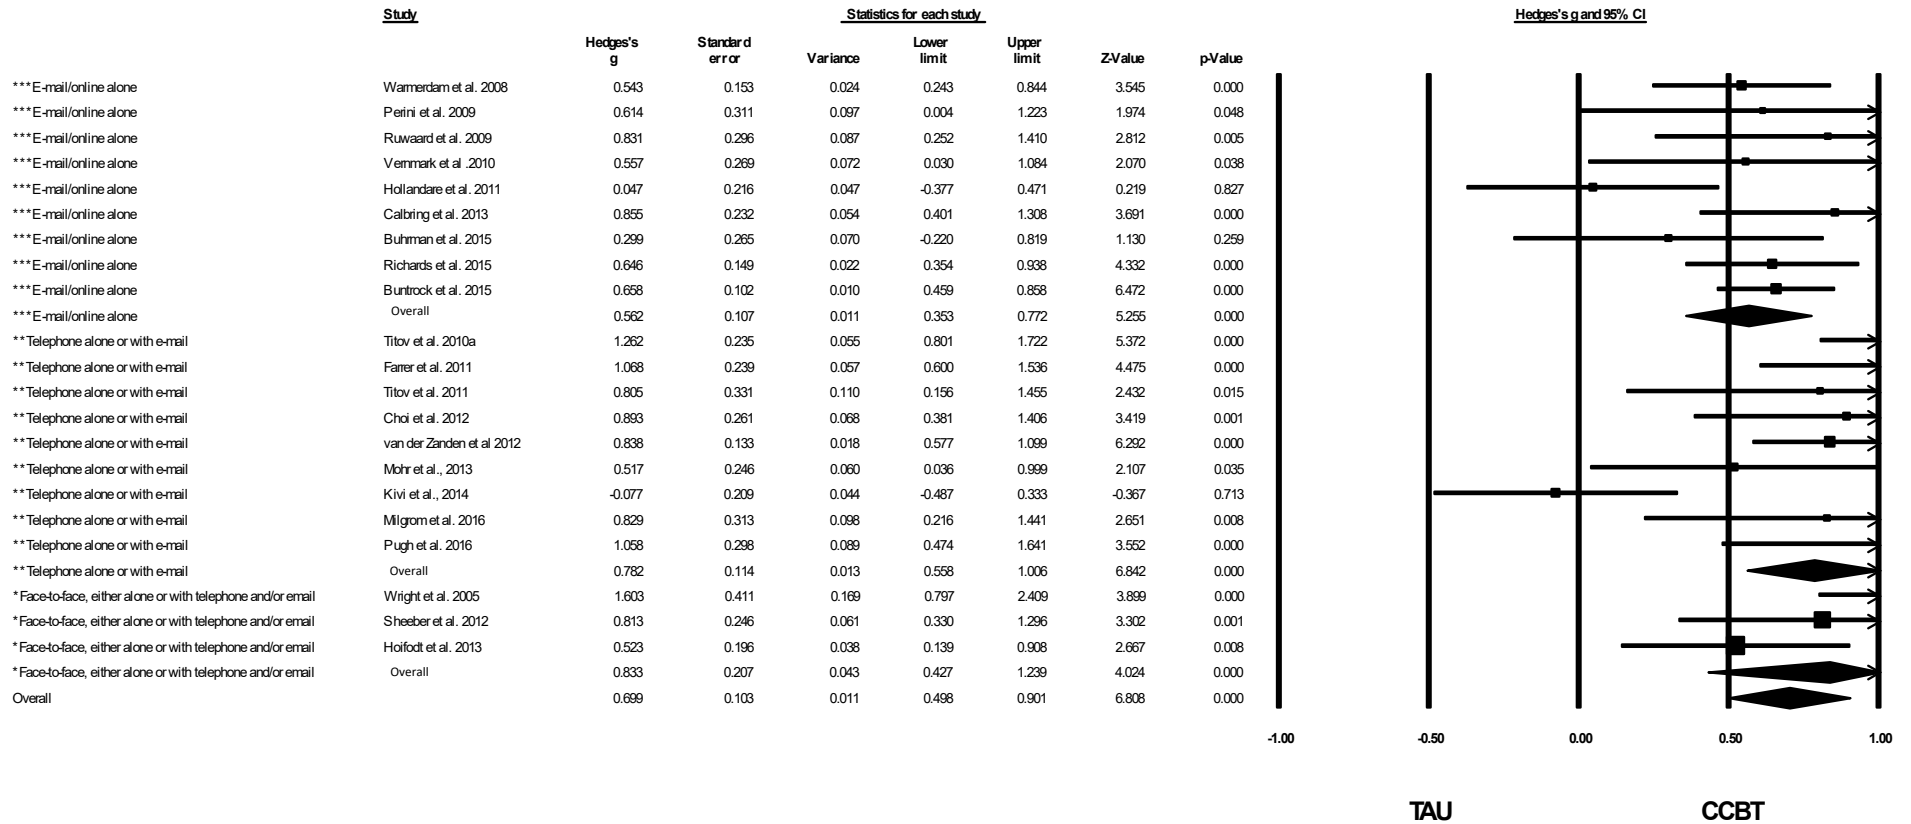 Study Statistics for each study Hedges's g and 95% CI
Hedges's Standard Lower Upper
g error Variance limit limit Z-Value p-Value
***E-mail/online alone Warmerdam et al. 2008 0.543 0.153 0.024 0.243 0.844 3.545 0.000
***E-mail/online alone Perini et al. 2009 0.614 0.311 0.097 0.004 1.223 1.974 0.048
***E-mail/online alone Ruwaard et al. 2009 0.831 0.296 0.087 0.252 1.410 2.812 0.005
***E-mail/online alone Vernmark et al .2010 0.557 0.269 0.072 0.030 1.084 2.070 0.038
***E-mail/online alone Hollandare et al. 2011 0.047 0.216 0.047 -0.377 0.471 0.219 0.827
***E-mail/online alone Calbring et al. 2013 0.855 0.232 0.054 0.401 1.308 3.691 0.000
***E-mail/online alone Buhrman et al. 2015 0.299 0.265 0.070 -0.220 0.819 1.130 0.259
***E-mail/online alone Richards et al. 2015 0.646 0.149 0.022 0.354 0.938 4.332 0.000
***E-mail/online alone Buntrock et al. 2015 0.658 0.102 0.010 0.459 0.858 6.472 0.000
***E-mail/online alone Overall 0.562 0.107 0.011 0.353 0.772 5.255 0.000
**Telephone alone or with e-mail Titov et al. 2010a 1.262 0.235 0.055 0.801 1.722 5.372 0.000
**Telephone alone or with e-mail Farrer et al. 2011 1.068 0.239 0.057 0.600 1.536 4.475 0.000
**Telephone alone or with e-mail Titov et al. 2011 0.805 0.331 0.110 0.156 1.455 2.432 0.015
**Telephone alone or with e-mail Choi et al. 2012 0.893 0.261 0.068 0.381 1.406 3.419 0.001
**Telephone alone or with e-mail van der Zanden et al 2012 0.838 0.133 0.018 0.577 1.099 6.292 0.000
**Telephone alone or with e-mail Mohr et al., 2013 0.517 0.246 0.060 0.036 0.999 2.107 0.035
**Telephone alone or with e-mail Kivi et al., 2014 -0.077 0.209 0.044 -0.487 0.333 -0.367 0.713
**Telephone alone or with e-mail Milgrom et al. 2016 0.829 0.313 0.098 0.216 1.441 2.651 0.008
**Telephone alone or with e-mail Pugh et al. 2016 1.058 0.298 0.089 0.474 1.641 3.552 0.000
**Telephone alone or with e-mail Overall 0.782 0.114 0.013 0.558 1.006 6.842 0.000
*Face-to-face, either alone or with telephone and/or email Wright et al. 2005 1.603 0.411 0.169 0.797 2.409 3.899 0.000
*Face-to-face, either alone or with telephone and/or email Sheeber et al. 2012 0.813 0.246 0.061 0.330 1.296 3.302 0.001
*Face-to-face, either alone or with telephone and/or email Hoifodt et al. 2013 0.523 0.196 0.038 0.139 0.908 2.667 0.008
*Face-to-face, either alone or with telephone and/or email Overall 0.833 0.207 0.043 0.427 1.239 4.024 0.000
Overall 0.699 0.103 0.011 0.498 0.901 6.808 0.000
-1.00 -0.50 0.00 0.50 1.00
TAU CCBT